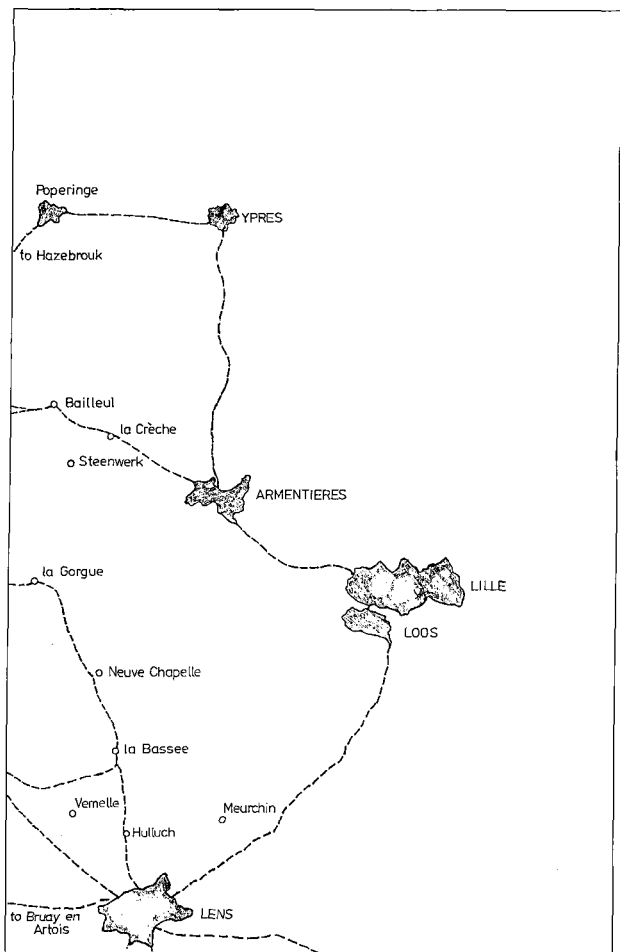 Poperinge
YPRES
to Hazebrouk
Bailleul
la Crèche
Steenwerk
ARMENTIERES
la Gorgue
LILLE
LOOS
Neuve Chapelle
la Bassee
Vemelle
Meurchin
Hulluch
LENS
to Bruay en
Artois